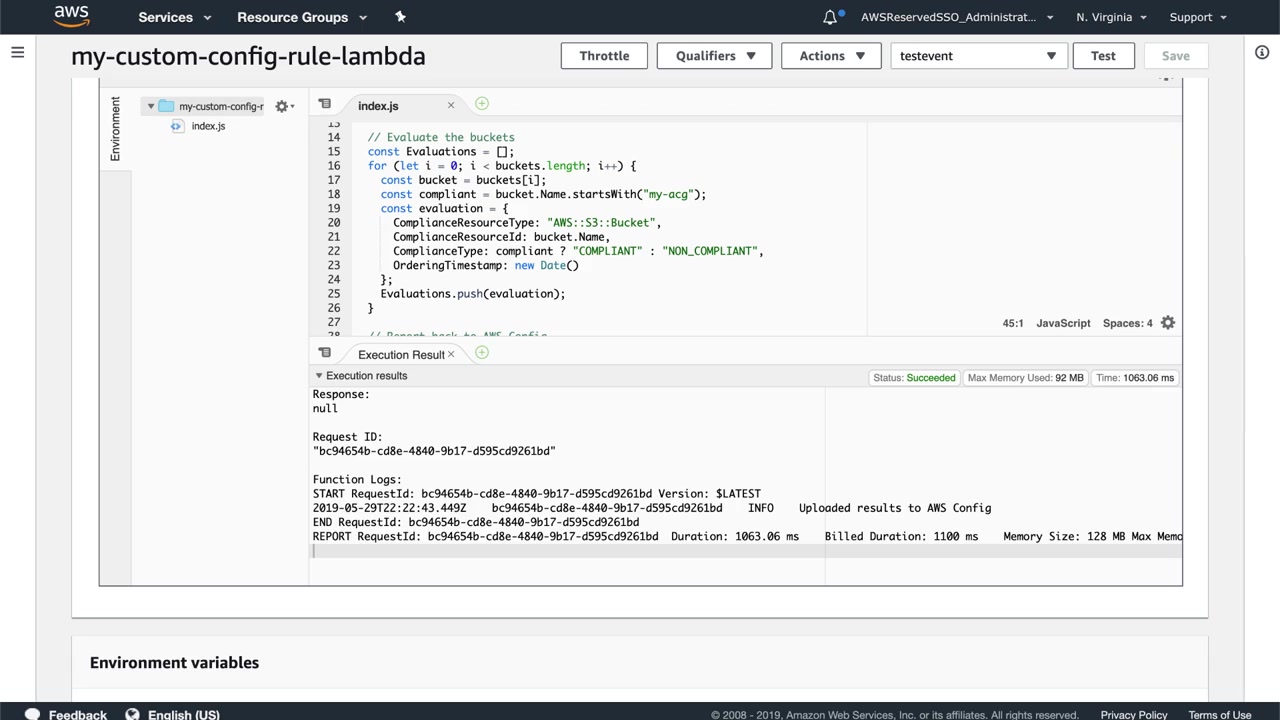 aws
Services
Resource Groups
AWSReservedSSO_Administrat...
N. Virginia
Support
my-custom-config-rule-lambda
Throttle
Qualifiers
Actions
testevent
Test
Save
Environment
my-custom-config-r
index.js
index.js
13
14 // Evaluate the buckets
15 const Evaluations = [];
16 for (let i = 0; i < buckets.length; i++) {
17 const bucket = buckets[i];
18 const compliant = bucket.Name.startsWith("my-acg");
19 const evaluation = {
20 ComplianceResourceType: "AWS::S3::Bucket",
21 ComplianceResourceId: bucket.Name,
22 ComplianceType: compliant ? "COMPLIANT" : "NON_COMPLIANT",
23 OrderingTimestamp: new Date()
24 };
25 Evaluations.push(evaluation);
26 }
27
28 // Report back to AWS Config
45:1 JavaScript Spaces: 4
Execution Result
Execution results
Status: Succeeded
Max Memory Used: 92 MB
Time: 1063.06 ms
Response:
null
Request ID:
"bc94654b-cd8e-4840-9b17-d595cd9261bd"
Function Logs:
START RequestId: bc94654b-cd8e-4840-9b17-d595cd9261bd Version: $LATEST
2019-05-29T22:22:43.449Z bc94654b-cd8e-4840-9b17-d595cd9261bd INFO Uploaded results to AWS Config
END RequestId: bc94654b-cd8e-4840-9b17-d595cd9261bd
REPORT RequestId: bc94654b-cd8e-4840-9b17-d595cd9261bd Duration: 1063.06 ms Billed Duration: 1100 ms Memory Size: 128 MB Max Memo
Environment variables
Feedback
English (US)
© 2008 - 2019, Amazon Web Services, Inc. or its affiliates. All rights reserved.
Privacy Policy
Terms of Use